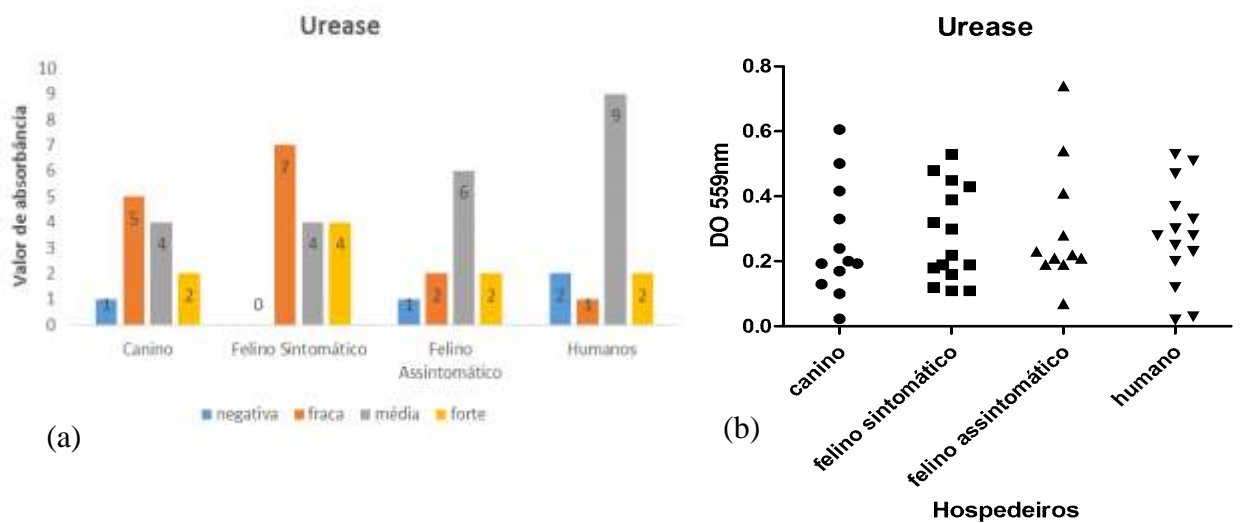 Urease
Valor de absorbância
10
9
8
7
6
5
4
3
2
1
0
1
5
4
2
0
7
4
4
1
2
6
2
2
1
9
2
Canino
Felino Sintomático
Felino
Assintomático
Humanos
negativa fraca média forte
(a)
Urease
DO 559nm
0.8
0.6
0.4
0.2
0.0
canino
felino sintomático
felino assintomático
humano
Hospedeiros
(b)